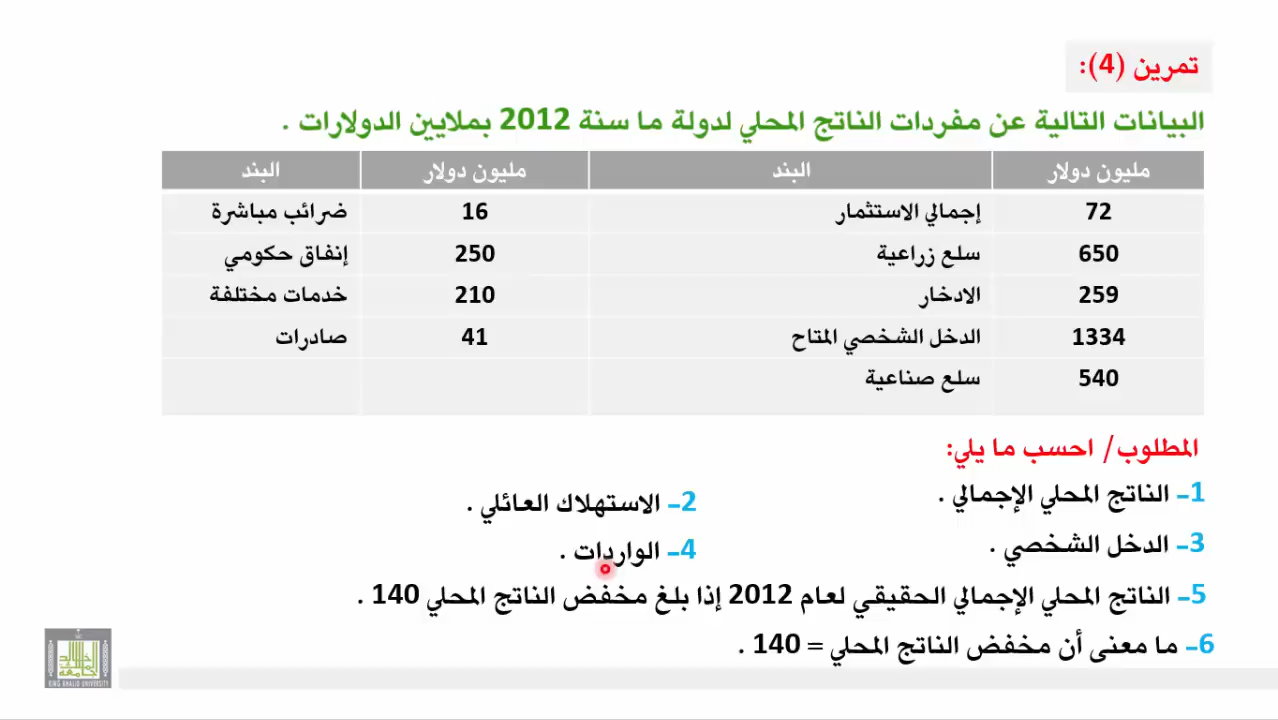 تمرين (4):
البيانات التالية عن مفردات الناتج المحلي لدولة ما سنة 2012 بملايين الدولارات .
مليون دولار البند مليون دولار البند
72 إجمالي الاستثمار 16 ضرائب مباشرة
650 سلع زراعية 250 إنفاق حكومي
259 الادخار 210 خدمات مختلفة
1334 الدخل الشخصي المتاح 41 صادرات
540 سلع صناعية
المطلوب/ احسب ما يلي:
1- الناتج المحلي الإجمالي . 2- الاستهلاك العائلي .
3- الدخل الشخصي . 4- الواردات .
5- الناتج المحلي الإجمالي الحقيقي لعام 2012 إذا بلغ مخفض الناتج المحلي 140 .
6- ما معنى أن مخفض الناتج المحلي = 140 .
KING KHALID UNIVERSITY